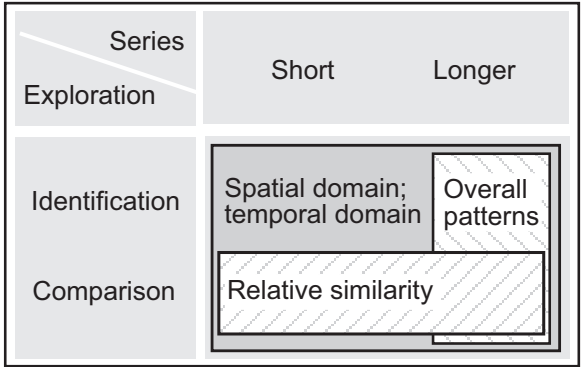 Series
Exploration
Short Longer
Identification
Comparison
Spatial domain;
temporal domain
Overall
patterns
Relative similarity